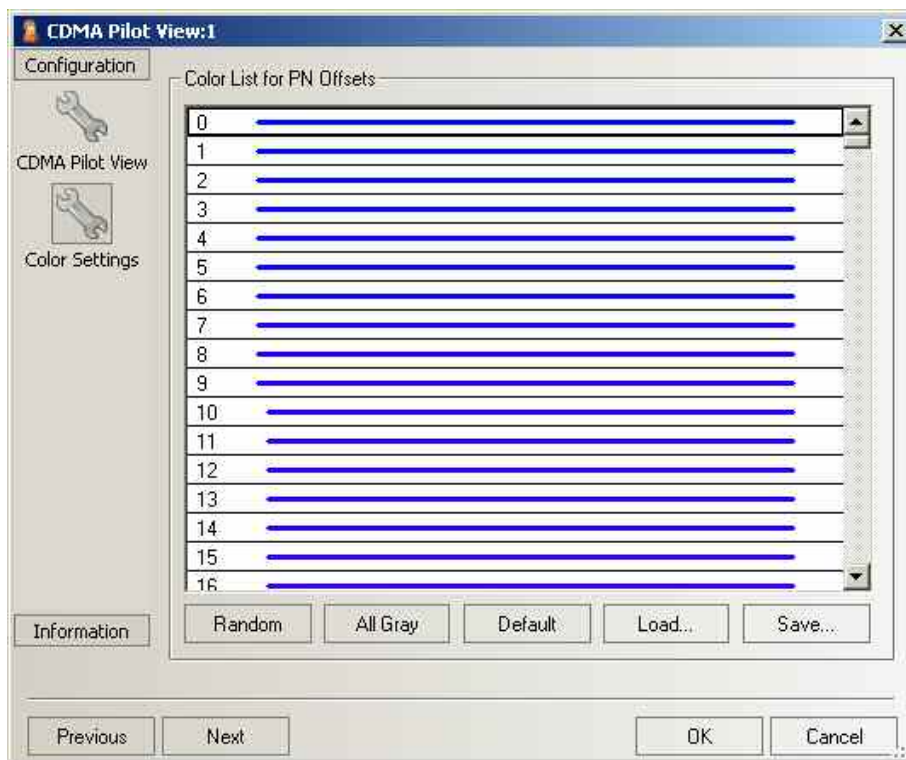 CDMA Pilot View:1
Configuration
CDMA Pilot View
Color Settings
Information
Color List for PN Offsets
0
1
2
3
4
5
6
7
8
9
10
11
12
13
14
15
16
Random All Gray Default Load... Save...
Previous Next OK Cancel